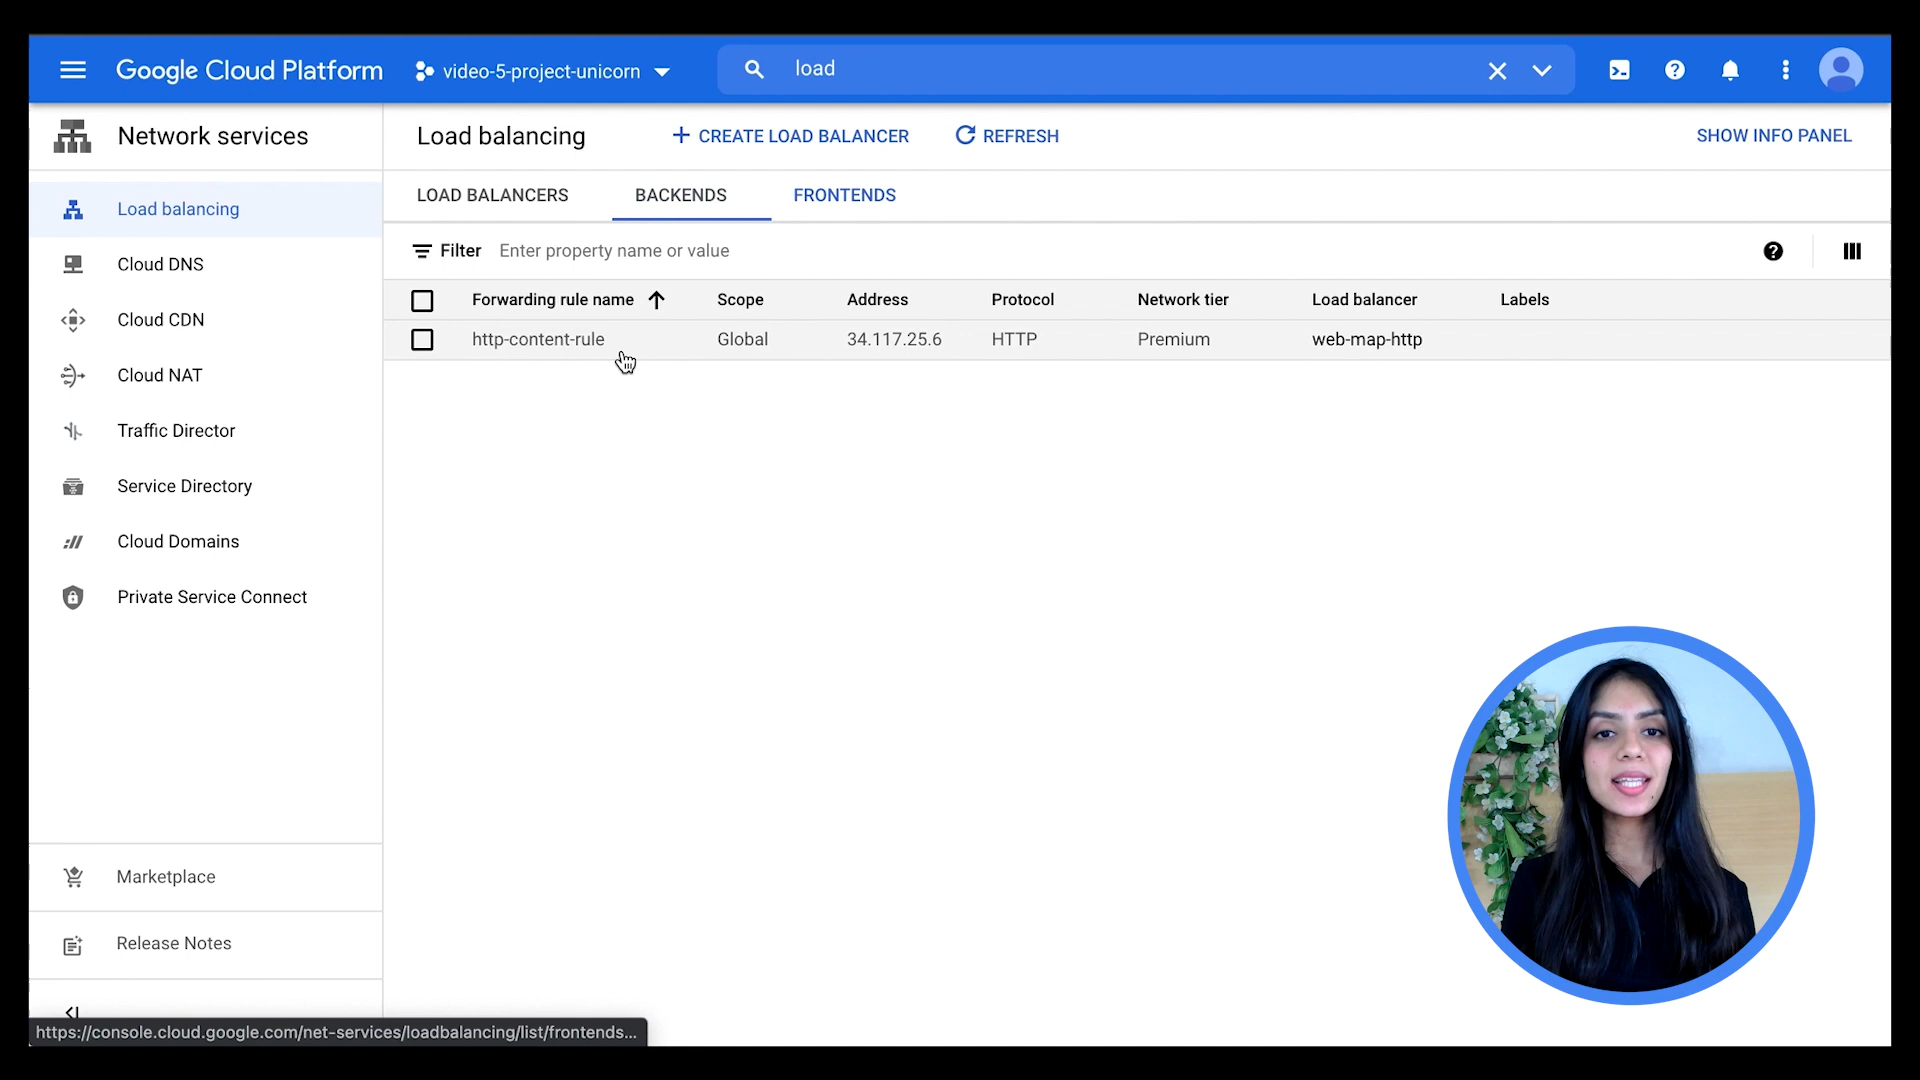 Google Cloud Platform
video-5-project-unicorn
load
Network services
Load balancing
CREATE LOAD BALANCER
REFRESH
SHOW INFO PANEL
LOAD BALANCERS
BACKENDS
FRONTENDS
Filter
Enter property name or value
Forwarding rule name
Scope
Address
Protocol
Network tier
Load balancer
Labels
http-content-rule
Global
34.117.25.6
HTTP
Premium
web-map-http
Load balancing
Cloud DNS
Cloud CDN
Cloud NAT
Traffic Director
Service Directory
Cloud Domains
Private Service Connect
Marketplace
Release Notes
https://console.cloud.google.com/net-services/loadbalancing/list/frontends...